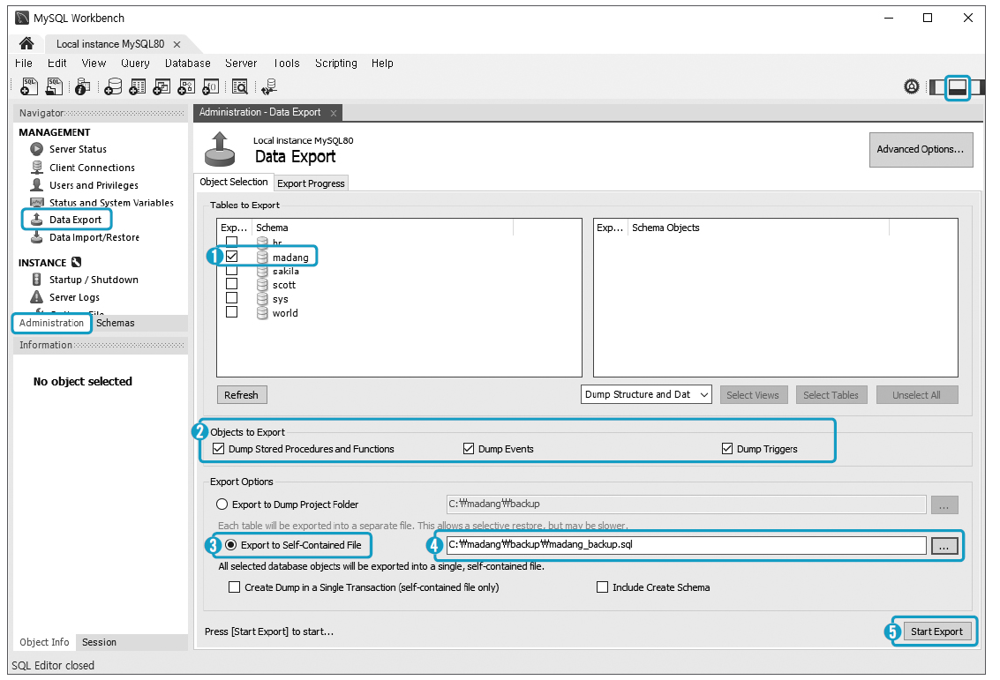 MySQL Workbench
Local instance MySQL80 ×
File Edit View Query Database Server Tools Scripting Help
Navigator
MANAGEMENT
Server Status
Client Connections
Users and Privileges
Status and System Variables
Data Export
Data Import/Restore
INSTANCE
Startup / Shutdown
Server Logs
Administration Schemas
Information
No object selected
Object Info Session
SQL Editor closed
Administration - Data Export ×
Local instance MySQL80
Data Export
Advanced Options...
Object Selection Export Progress
Tables to Export
Exp... Schema
hr
1 madang
sakila
scott
sys
world
Exp... Schema Objects
Refresh
Dump Structure and Dat
Select Views
Select Tables
Unselect All
2 Objects to Export
Dump Stored Procedures and Functions Dump Events Dump Triggers
Export Options
Export to Dump Project Folder C:₩madang₩backup ...
Each table will be exported into a separate file. This allows a selective restore, but may be slower.
3 Export to Self-Contained File 4 C:₩madang₩backup₩madang_backup.sql ...
All selected database objects will be exported into a single, self-contained file.
Create Dump in a Single Transaction (self-contained file only) Include Create Schema
Press [Start Export] to start...
5 Start Export